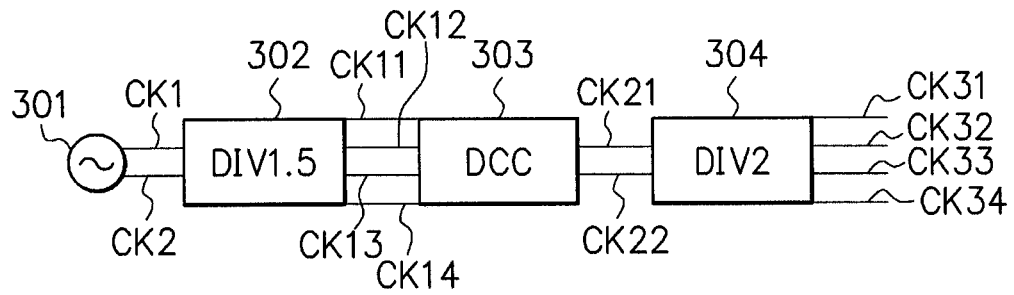 CK12
302
CK11
303
304
301
CK1
CK21
CK31
CK32
DIV1.5
DCC
DIV2
CK33
CK34
CK2
CK13
CK14
CK22